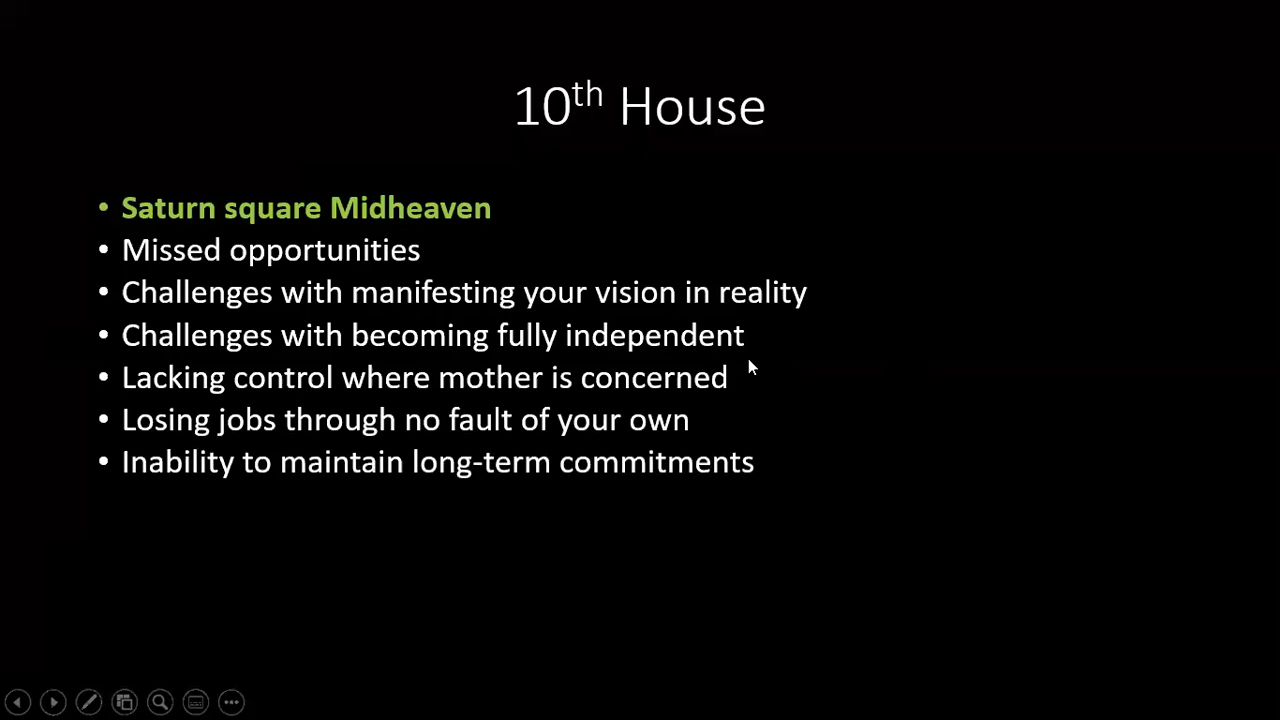 10th House
• Saturn square Midheaven
• Missed opportunities
• Challenges with manifesting your vision in reality
• Challenges with becoming fully independent
• Lacking control where mother is concerned
• Losing jobs through no fault of your own
• Inability to maintain long-term commitments